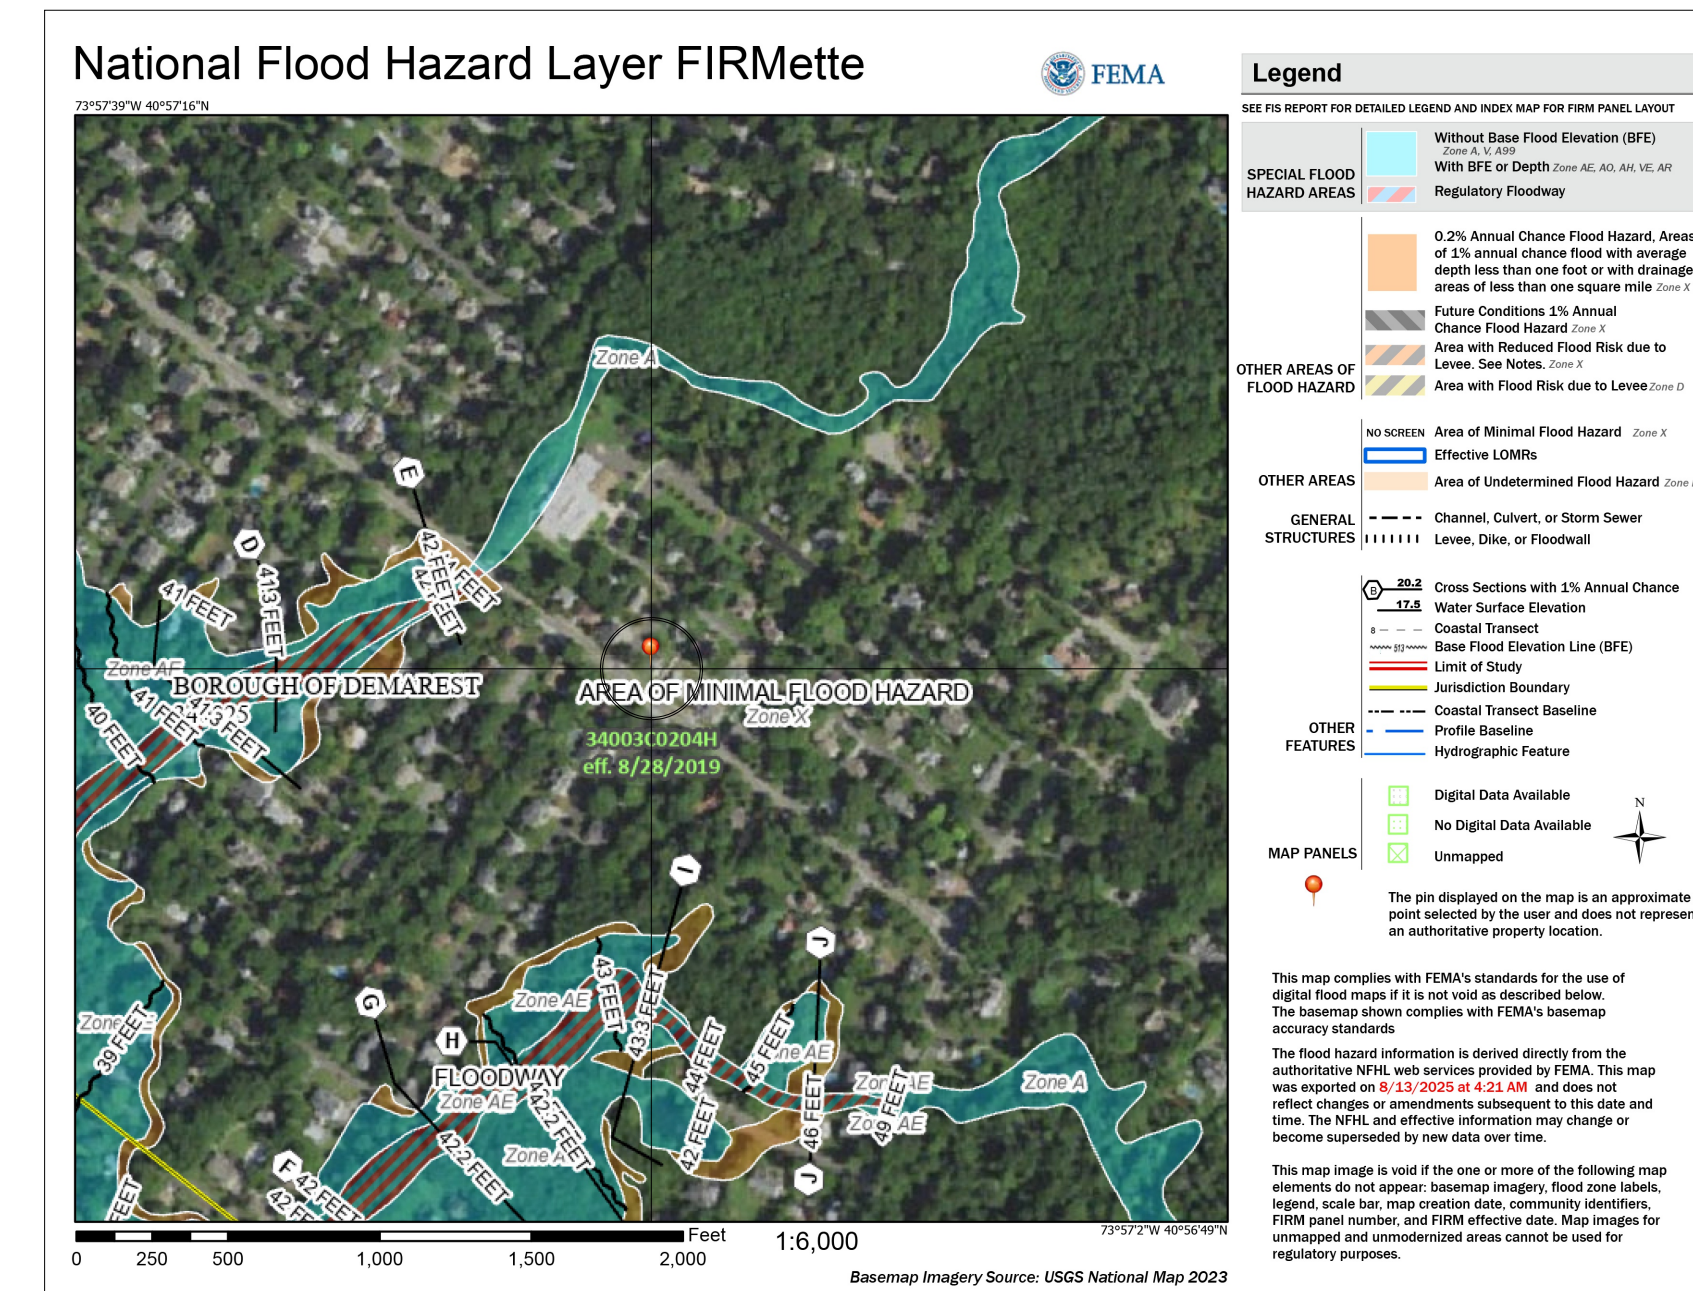 National Flood Hazard Layer FIRMette
FEMA
73°57'39"W 40°57'16"N
Zone A
E
D
42 FEET
FEET
41.3 FEET
41 FEET
Zone AE
BOROUGH OF DEMAREST
41 FEET
40 FEET
AREA OF MINIMAL FLOOD HAZARD
Zone X
34003C0204H
eff. 8/28/2019
I
J
43 FEET
43.3 FEET
Zone AE
G
H
44 FEET
45 FEET
ne AE
Zone
39 FEET
FLOODWAY
Zone AE
42.2 FEET
42.2 FEET
42 FEET
46 FEET
49 FEET
Zone A
Zone A
F
42 FEET
FEET
J
73°57'2"W 40°56'49"N
Feet
1:6,000
0 250 500 1,000 1,500 2,000
Basemap Imagery Source: USGS National Map 2023
Legend
SEE FIS REPORT FOR DETAILED LEGEND AND INDEX MAP FOR FIRM PANEL LAYOUT
SPECIAL FLOOD
HAZARD AREAS
Without Base Flood Elevation (BFE)
Zone A, V, A99
With BFE or Depth Zone AE, AO, AH, VE, AR
Regulatory Floodway
0.2% Annual Chance Flood Hazard, Areas
of 1% annual chance flood with average
depth less than one foot or with drainage
areas of less than one square mile Zone X
Future Conditions 1% Annual
Chance Flood Hazard Zone X
Area with Reduced Flood Risk due to
Levee. See Notes. Zone X
OTHER AREAS OF
FLOOD HAZARD
Area with Flood Risk due to Levee Zone D
NO SCREEN Area of Minimal Flood Hazard Zone X
Effective LOMRs
OTHER AREAS
Area of Undetermined Flood Hazard Zone
GENERAL
STRUCTURES
Channel, Culvert, or Storm Sewer
Levee, Dike, or Floodwall
B 20.2 Cross Sections with 1% Annual Chance
17.5 Water Surface Elevation
8 Coastal Transect
513 Base Flood Elevation Line (BFE)
Limit of Study
Jurisdiction Boundary
Coastal Transect Baseline
OTHER
FEATURES
Profile Baseline
Hydrographic Feature
Digital Data Available
No Digital Data Available
N
MAP PANELS
Unmapped
The pin displayed on the map is an approximate
point selected by the user and does not represen
an authoritative property location.
This map complies with FEMA's standards for the use of
digital flood maps if it is not void as described below.
The basemap shown complies with FEMA's basemap
accuracy standards
The flood hazard information is derived directly from the
authoritative NFHL web services provided by FEMA. This map
was exported on 8/13/2025 at 4:21 AM and does not
reflect changes or amendments subsequent to this date and
time. The NFHL and effective information may change or
become superseded by new data over time.
This map image is void if the one or more of the following map
elements do not appear: basemap imagery, flood zone labels,
legend, scale bar, map creation date, community identifiers,
FIRM panel number, and FIRM effective date. Map images for
unmapped and unmodernized areas cannot be used for
regulatory purposes.